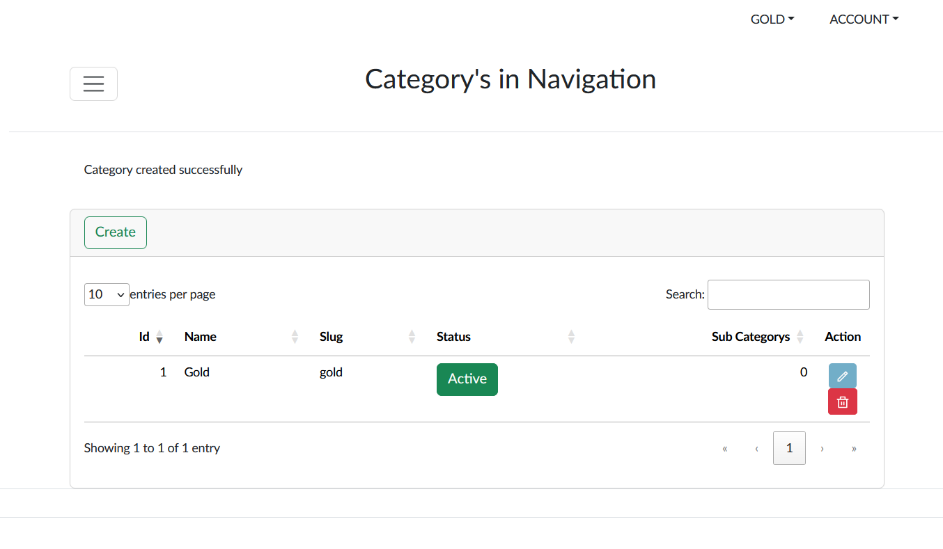 GOLD ACCOUNT
Category's in Navigation
Category created successfully
Create
10 entries per page Search:
Id Name Slug Status Sub Categorys Action
1 Gold gold Active 0
Showing 1 to 1 of 1 entry « ‹ 1 › »